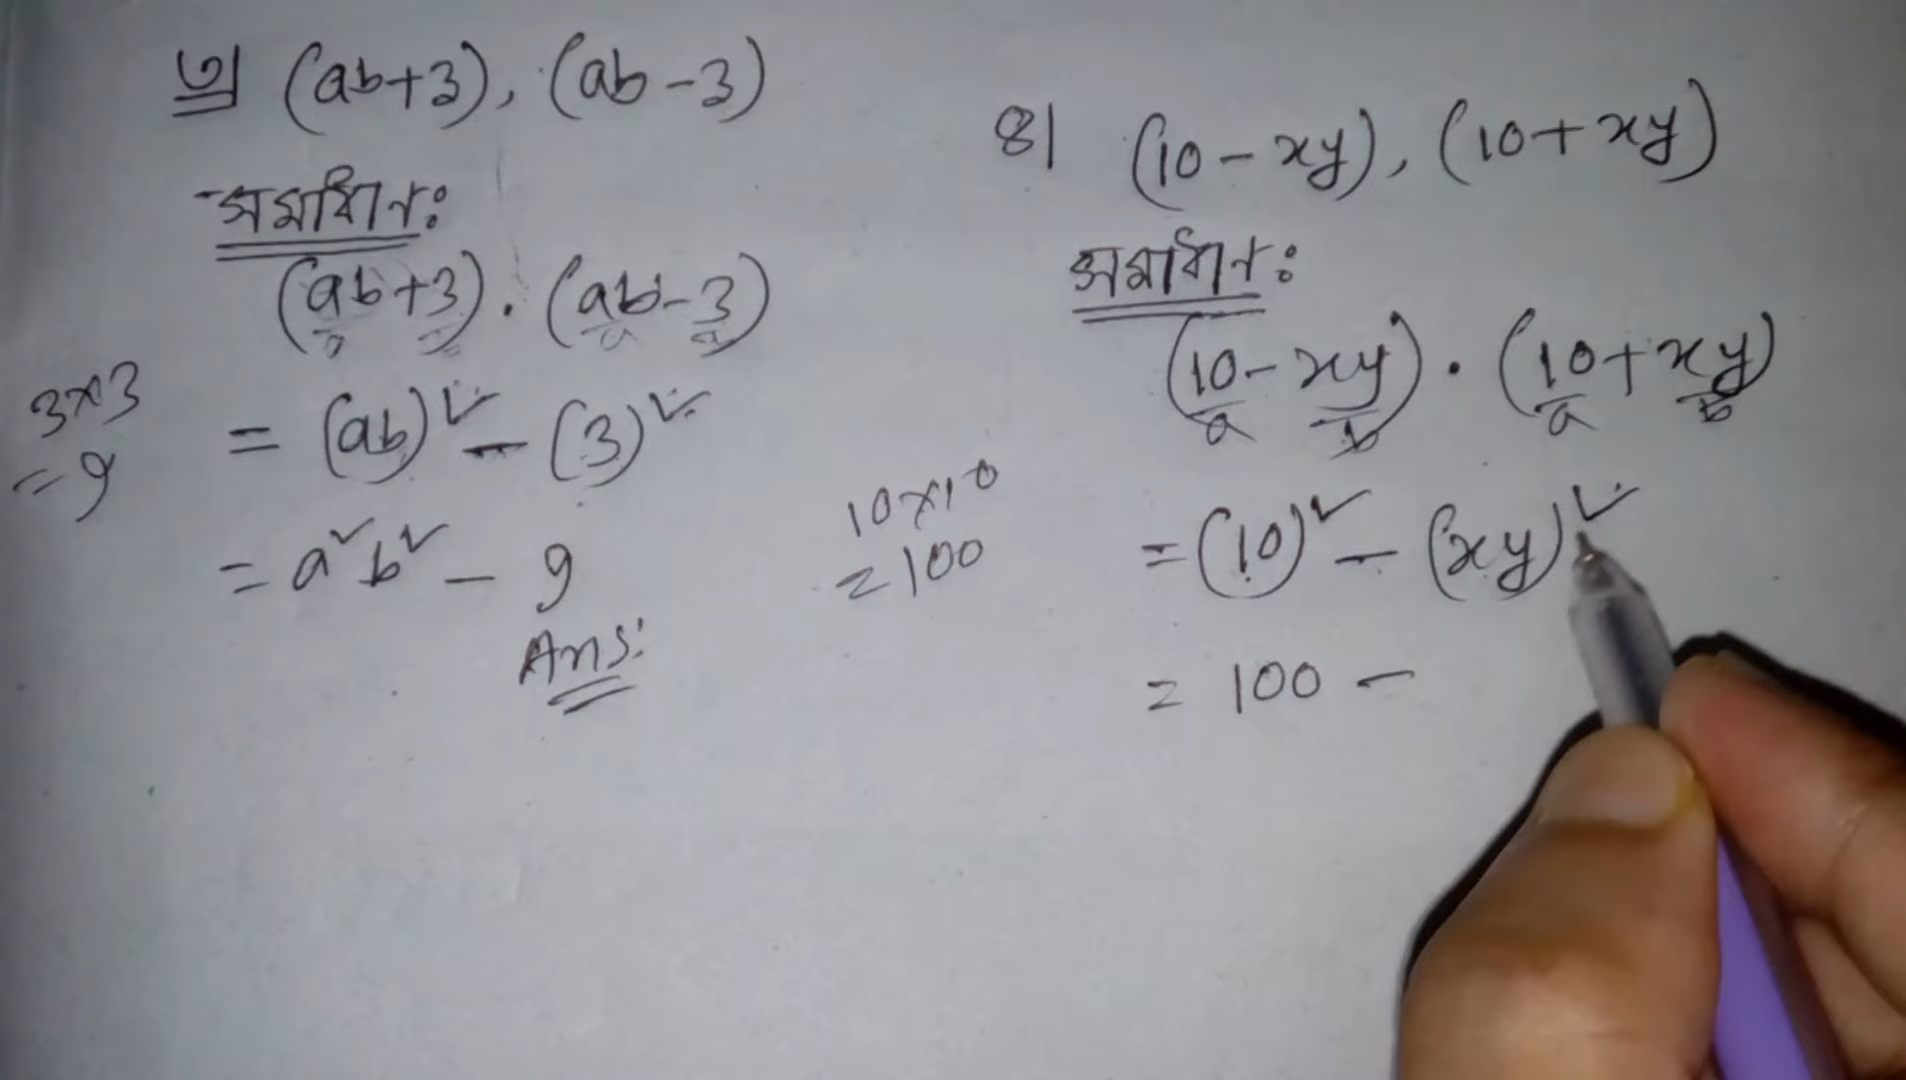 ৩| (ab+3), (ab-3)
সমাধান:
(ab+3) . (ab-3)
a a
3×3
= 9
= (ab)² - (3)²
= a²b² - 9
Ans:
৪| (10-xy), (10+xy)
সমাধান:
(10-xy) . (10+xy)
a b a b
10×10
= 100
= (10)² - (xy)²
= 100 -